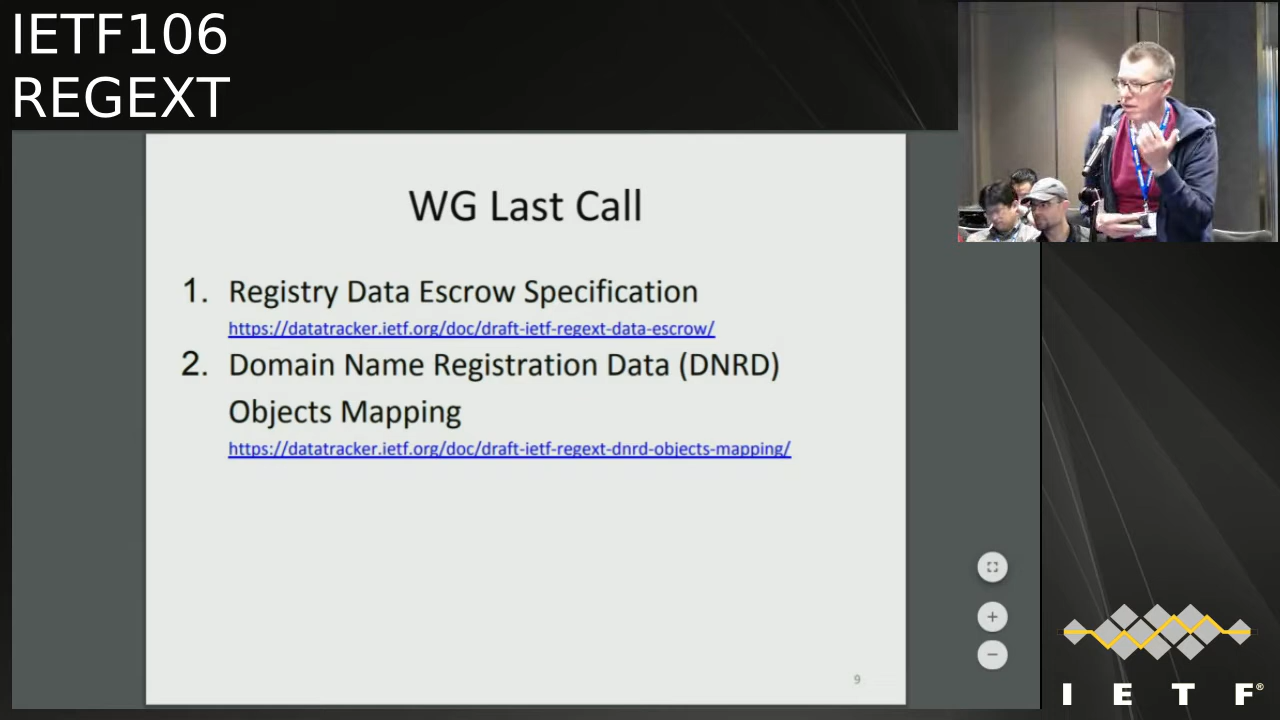 IETF106
REGEXT
WG Last Call
1. Registry Data Escrow Specification
https://datatracker.ietf.org/doc/draft-ietf-regext-data-escrow/
2. Domain Name Registration Data (DNRD)
Objects Mapping
https://datatracker.ietf.org/doc/draft-ietf-regext-dnrd-objects-mapping/
9
I E T F®